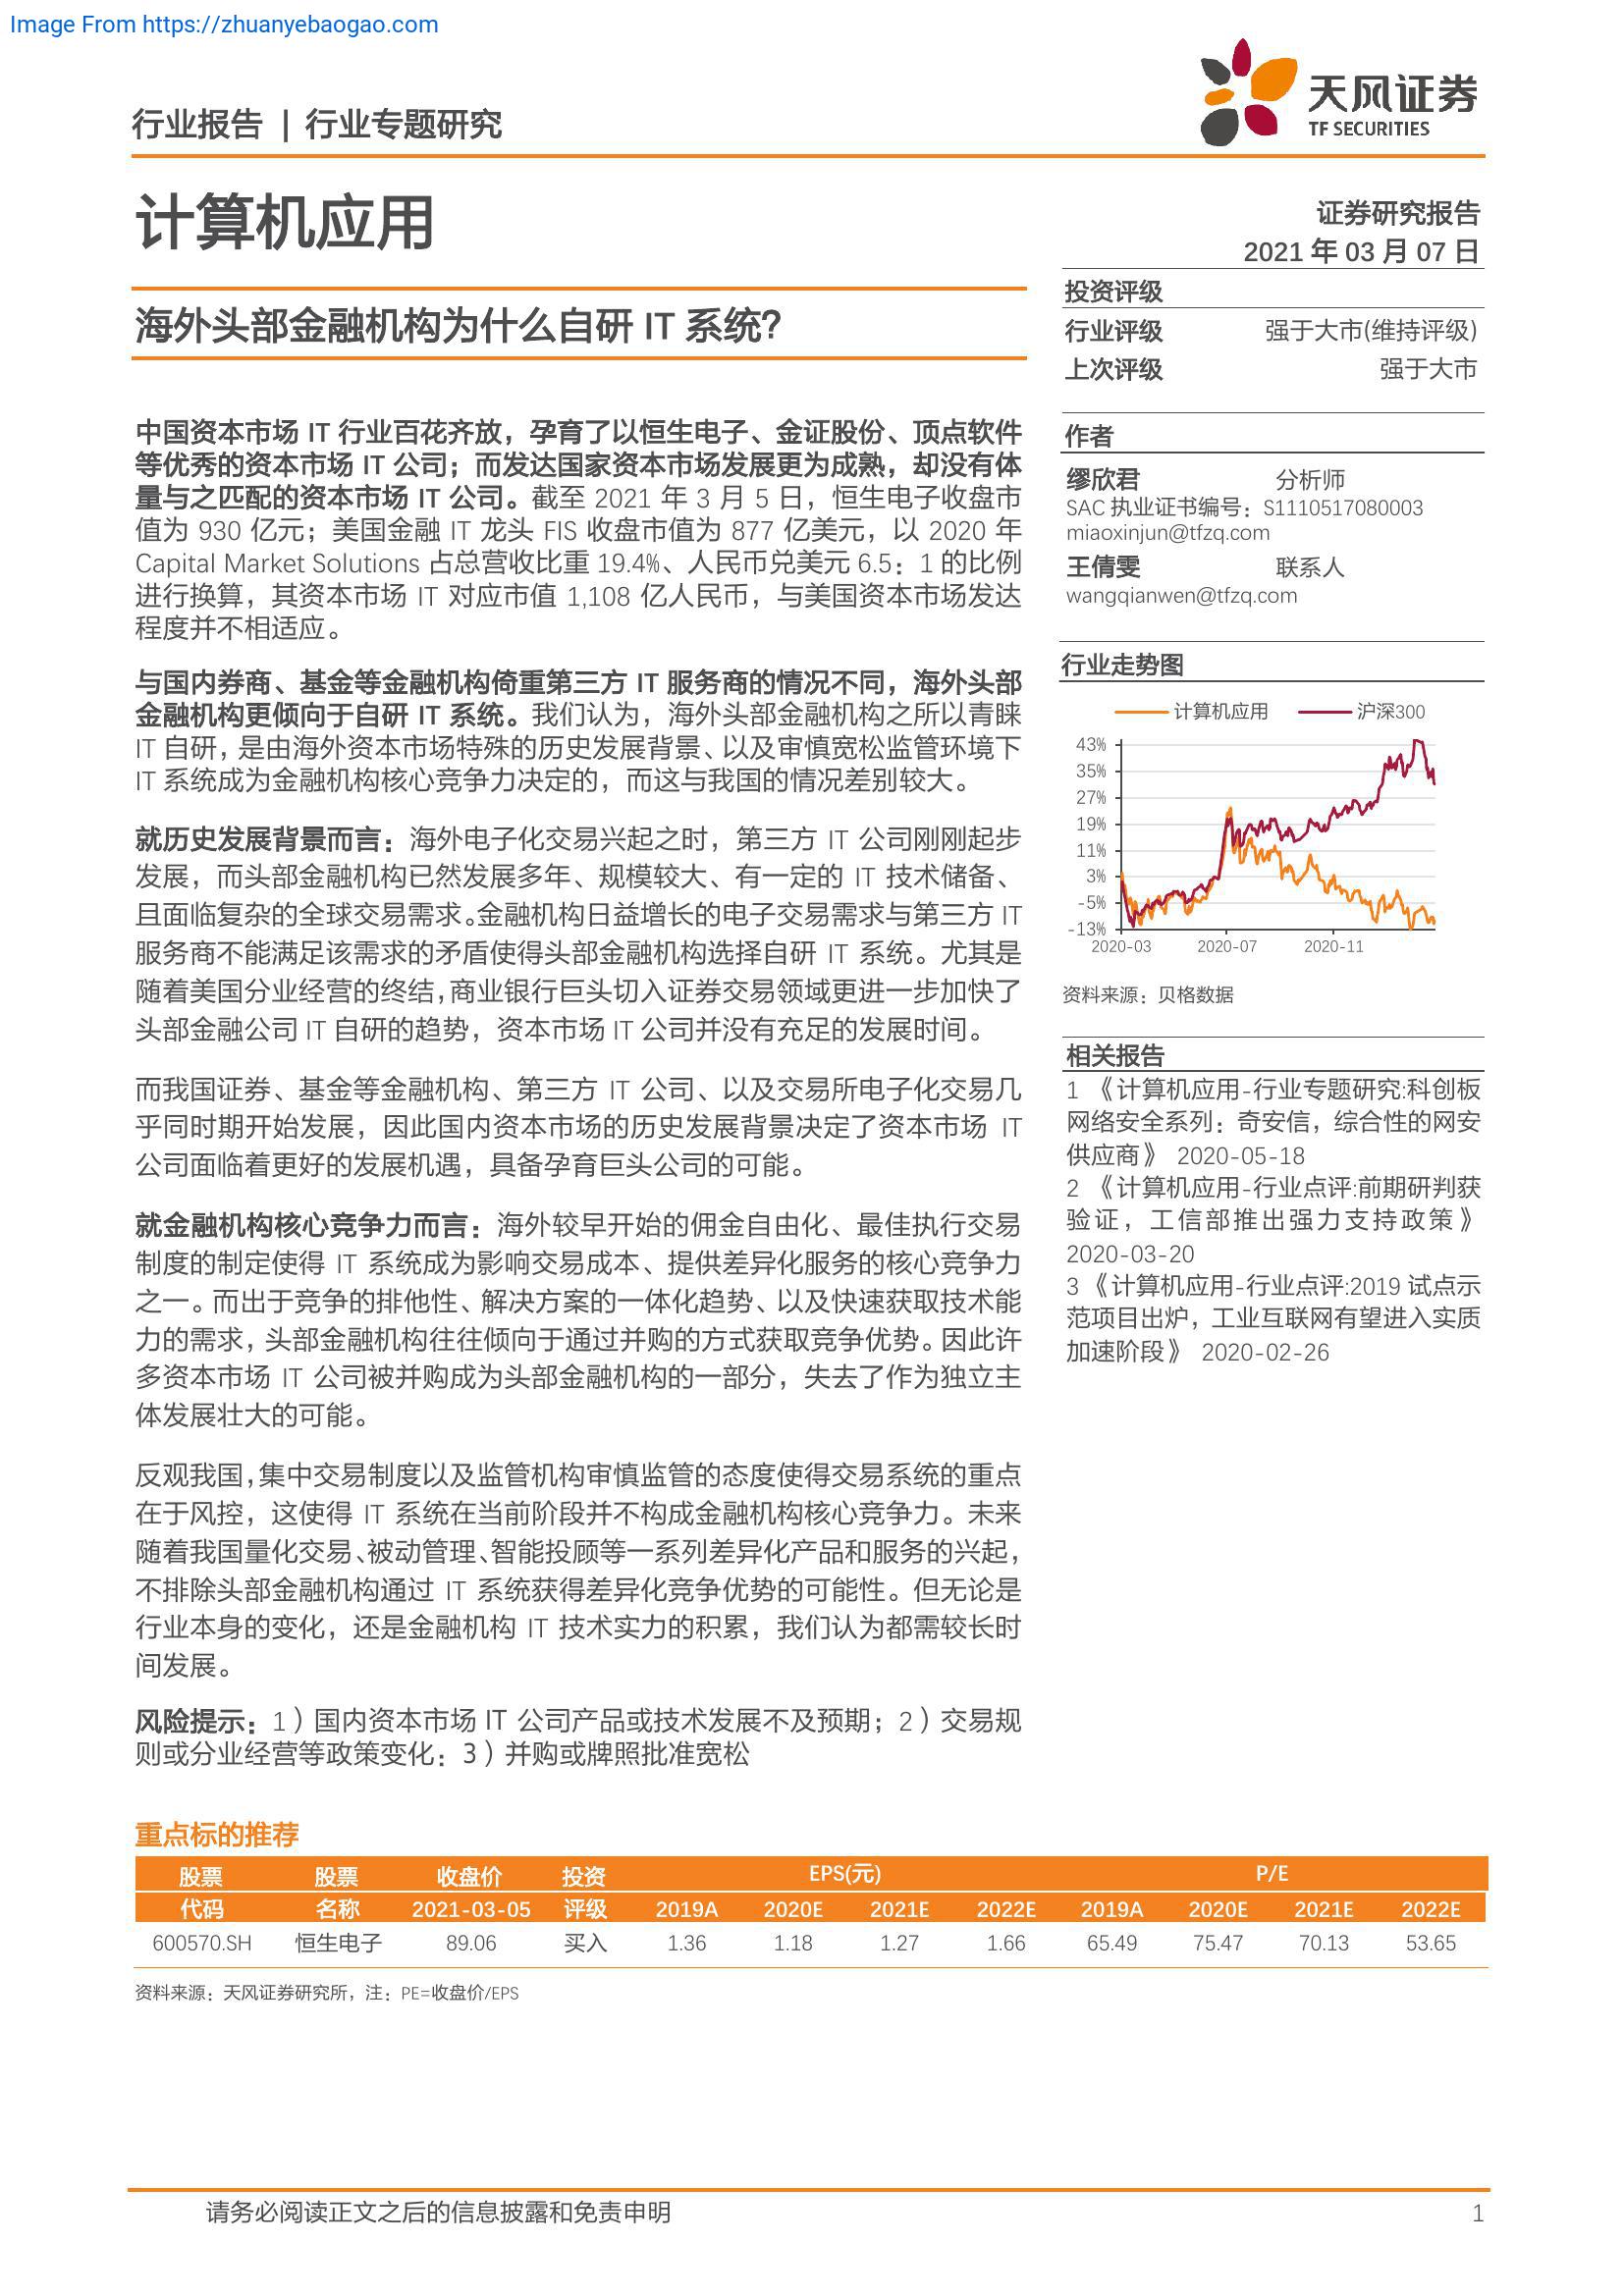 Image From https://zhuanyebaogao.com
行业报告 | 行业专题研究
天风证券
TF SECURITIES
计算机应用
海外头部金融机构为什么自研 IT 系统？
中国资本市场 IT 行业百花齐放，孕育了以恒生电子、金证股份、顶点软件
等优秀的资本市场 IT 公司；而发达国家资本市场发展更为成熟，却没有体
量与之匹配的资本市场 IT 公司。截至 2021 年 3 月 5 日，恒生电子收盘市
值为 930 亿元；美国金融 IT 龙头 FIS 收盘市值为 877 亿美元，以 2020 年
Capital Market Solutions 占总营收比重 19.4%、人民币兑美元 6.5：1 的比例
进行换算，其资本市场 IT 对应市值 1,108 亿人民币，与美国资本市场发达
程度并不相适应。
与国内券商、基金等金融机构倚重第三方 IT 服务商的情况不同，海外头部
金融机构更倾向于自研 IT 系统。我们认为，海外头部金融机构之所以青睐
IT 自研，是由海外资本市场特殊的历史发展背景、以及审慎宽松监管环境下
IT 系统成为金融机构核心竞争力决定的，而这与我国的情况差别较大。
就历史发展背景而言：海外电子化交易兴起之时，第三方 IT 公司刚刚起步
发展，而头部金融机构已然发展多年、规模较大、有一定的 IT 技术储备、
且面临复杂的全球交易需求。金融机构日益增长的电子交易需求与第三方 IT
服务商不能满足该需求的矛盾使得头部金融机构选择自研 IT 系统。尤其是
随着美国分业经营的终结，商业银行巨头切入证券交易领域更进一步加快了
头部金融公司 IT 自研的趋势，资本市场 IT 公司并没有充足的发展时间。
而我国证券、基金等金融机构、第三方 IT 公司、以及交易所电子化交易几
乎同时期开始发展，因此国内资本市场的历史发展背景决定了资本市场 IT
公司面临着更好的发展机遇，具备孕育巨头公司的可能。
就金融机构核心竞争力而言：海外较早开始的佣金自由化、最佳执行交易
制度的制定使得 IT 系统成为影响交易成本、提供差异化服务的核心竞争力
之一。而出于竞争的排他性、解决方案的一体化趋势、以及快速获取技术能
力的需求，头部金融机构往往倾向于通过并购的方式获取竞争优势。因此许
多资本市场 IT 公司被并购成为头部金融机构的一部分，失去了作为独立主
体发展壮大的可能。
反观我国，集中交易制度以及监管机构审慎监管的态度使得交易系统的重点
在于风控，这使得 IT 系统在当前阶段并不构成金融机构核心竞争力。未来
随着我国量化交易、被动管理、智能投顾等一系列差异化产品和服务的兴起，
不排除头部金融机构通过 IT 系统获得差异化竞争优势的可能性。但无论是
行业本身的变化，还是金融机构 IT 技术实力的积累，我们认为都需较长时
间发展。
风险提示：1）国内资本市场 IT 公司产品或技术发展不及预期；2）交易规
则或分业经营等政策变化；3）并购或牌照批准宽松
证券研究报告
2021 年 03 月 07 日
投资评级
行业评级 强于大市(维持评级)
上次评级 强于大市
作者
缪欣君 分析师
SAC 执业证书编号：S1110517080003
miaoxinjun@tfzq.com
王倩雯 联系人
wangqianwen@tfzq.com
行业走势图
计算机应用 沪深300
43%
35%
27%
19%
11%
3%
-5%
-13%
2020-03 2020-07 2020-11
资料来源：贝格数据
相关报告
1 《计算机应用-行业专题研究:科创板
网络安全系列：奇安信，综合性的网安
供应商》 2020-05-18
2 《计算机应用-行业点评:前期研判获
验证，工信部推出强力支持政策》
2020-03-20
3 《计算机应用-行业点评:2019 试点示
范项目出炉，工业互联网有望进入实质
加速阶段》 2020-02-26
重点标的推荐
股票 股票 收盘价 投资 EPS(元) P/E
代码 名称 2021-03-05 评级 2019A 2020E 2021E 2022E 2019A 2020E 2021E 2022E
600570.SH 恒生电子 89.06 买入 1.36 1.18 1.27 1.66 65.49 75.47 70.13 53.65
资料来源：天风证券研究所，注：PE=收盘价/EPS
请务必阅读正文之后的信息披露和免责申明 1